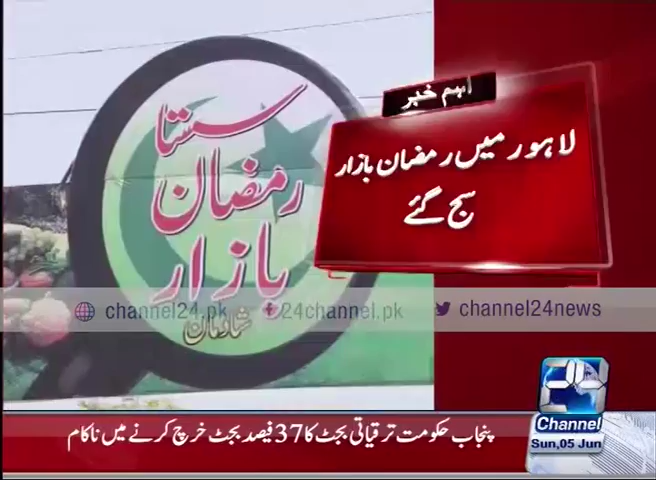 اہم خبر
لاہور میں رمضان بازار
سج گئے
سستا
رمضان
بازار
شادمان
channel24.pk
24channel.pk
channel24news
24
Channel
Sun,05 Jun
پنجاب حکومت ترقیاتی بجٹ کا 37 فیصد بجٹ خرچ کرنے میں ناکام